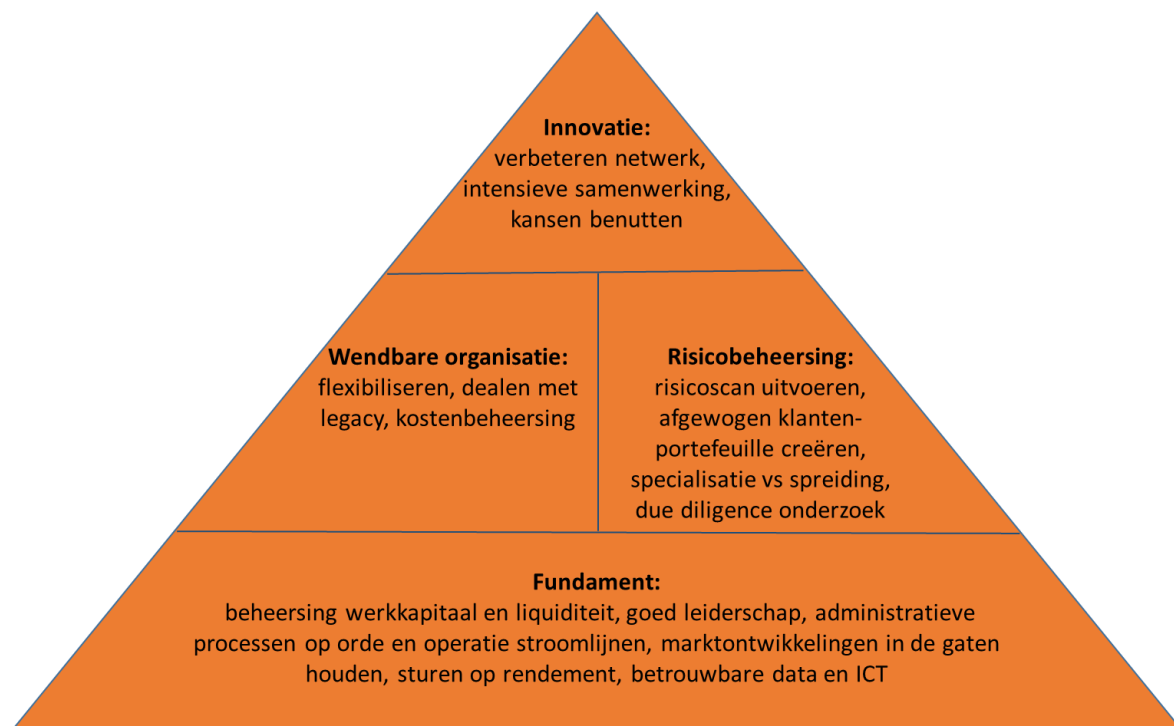 Innovatie:
verbeteren netwerk,
intensieve samenwerking,
kansen benutten
Wendbare organisatie:
flexibiliseren, dealen met
legacy, kostenbeheersing
Risicobeheersing:
risicoscan uitvoeren,
afgewogen klanten-
portefeuille creëren,
specialisatie vs spreiding,
due diligence onderzoek
Fundament:
beheersing werkkapitaal en liquiditeit, goed leiderschap, administratieve
processen op orde en operatie stroomlijnen, marktontwikkelingen in de gaten
houden, sturen op rendement, betrouwbare data en ICT